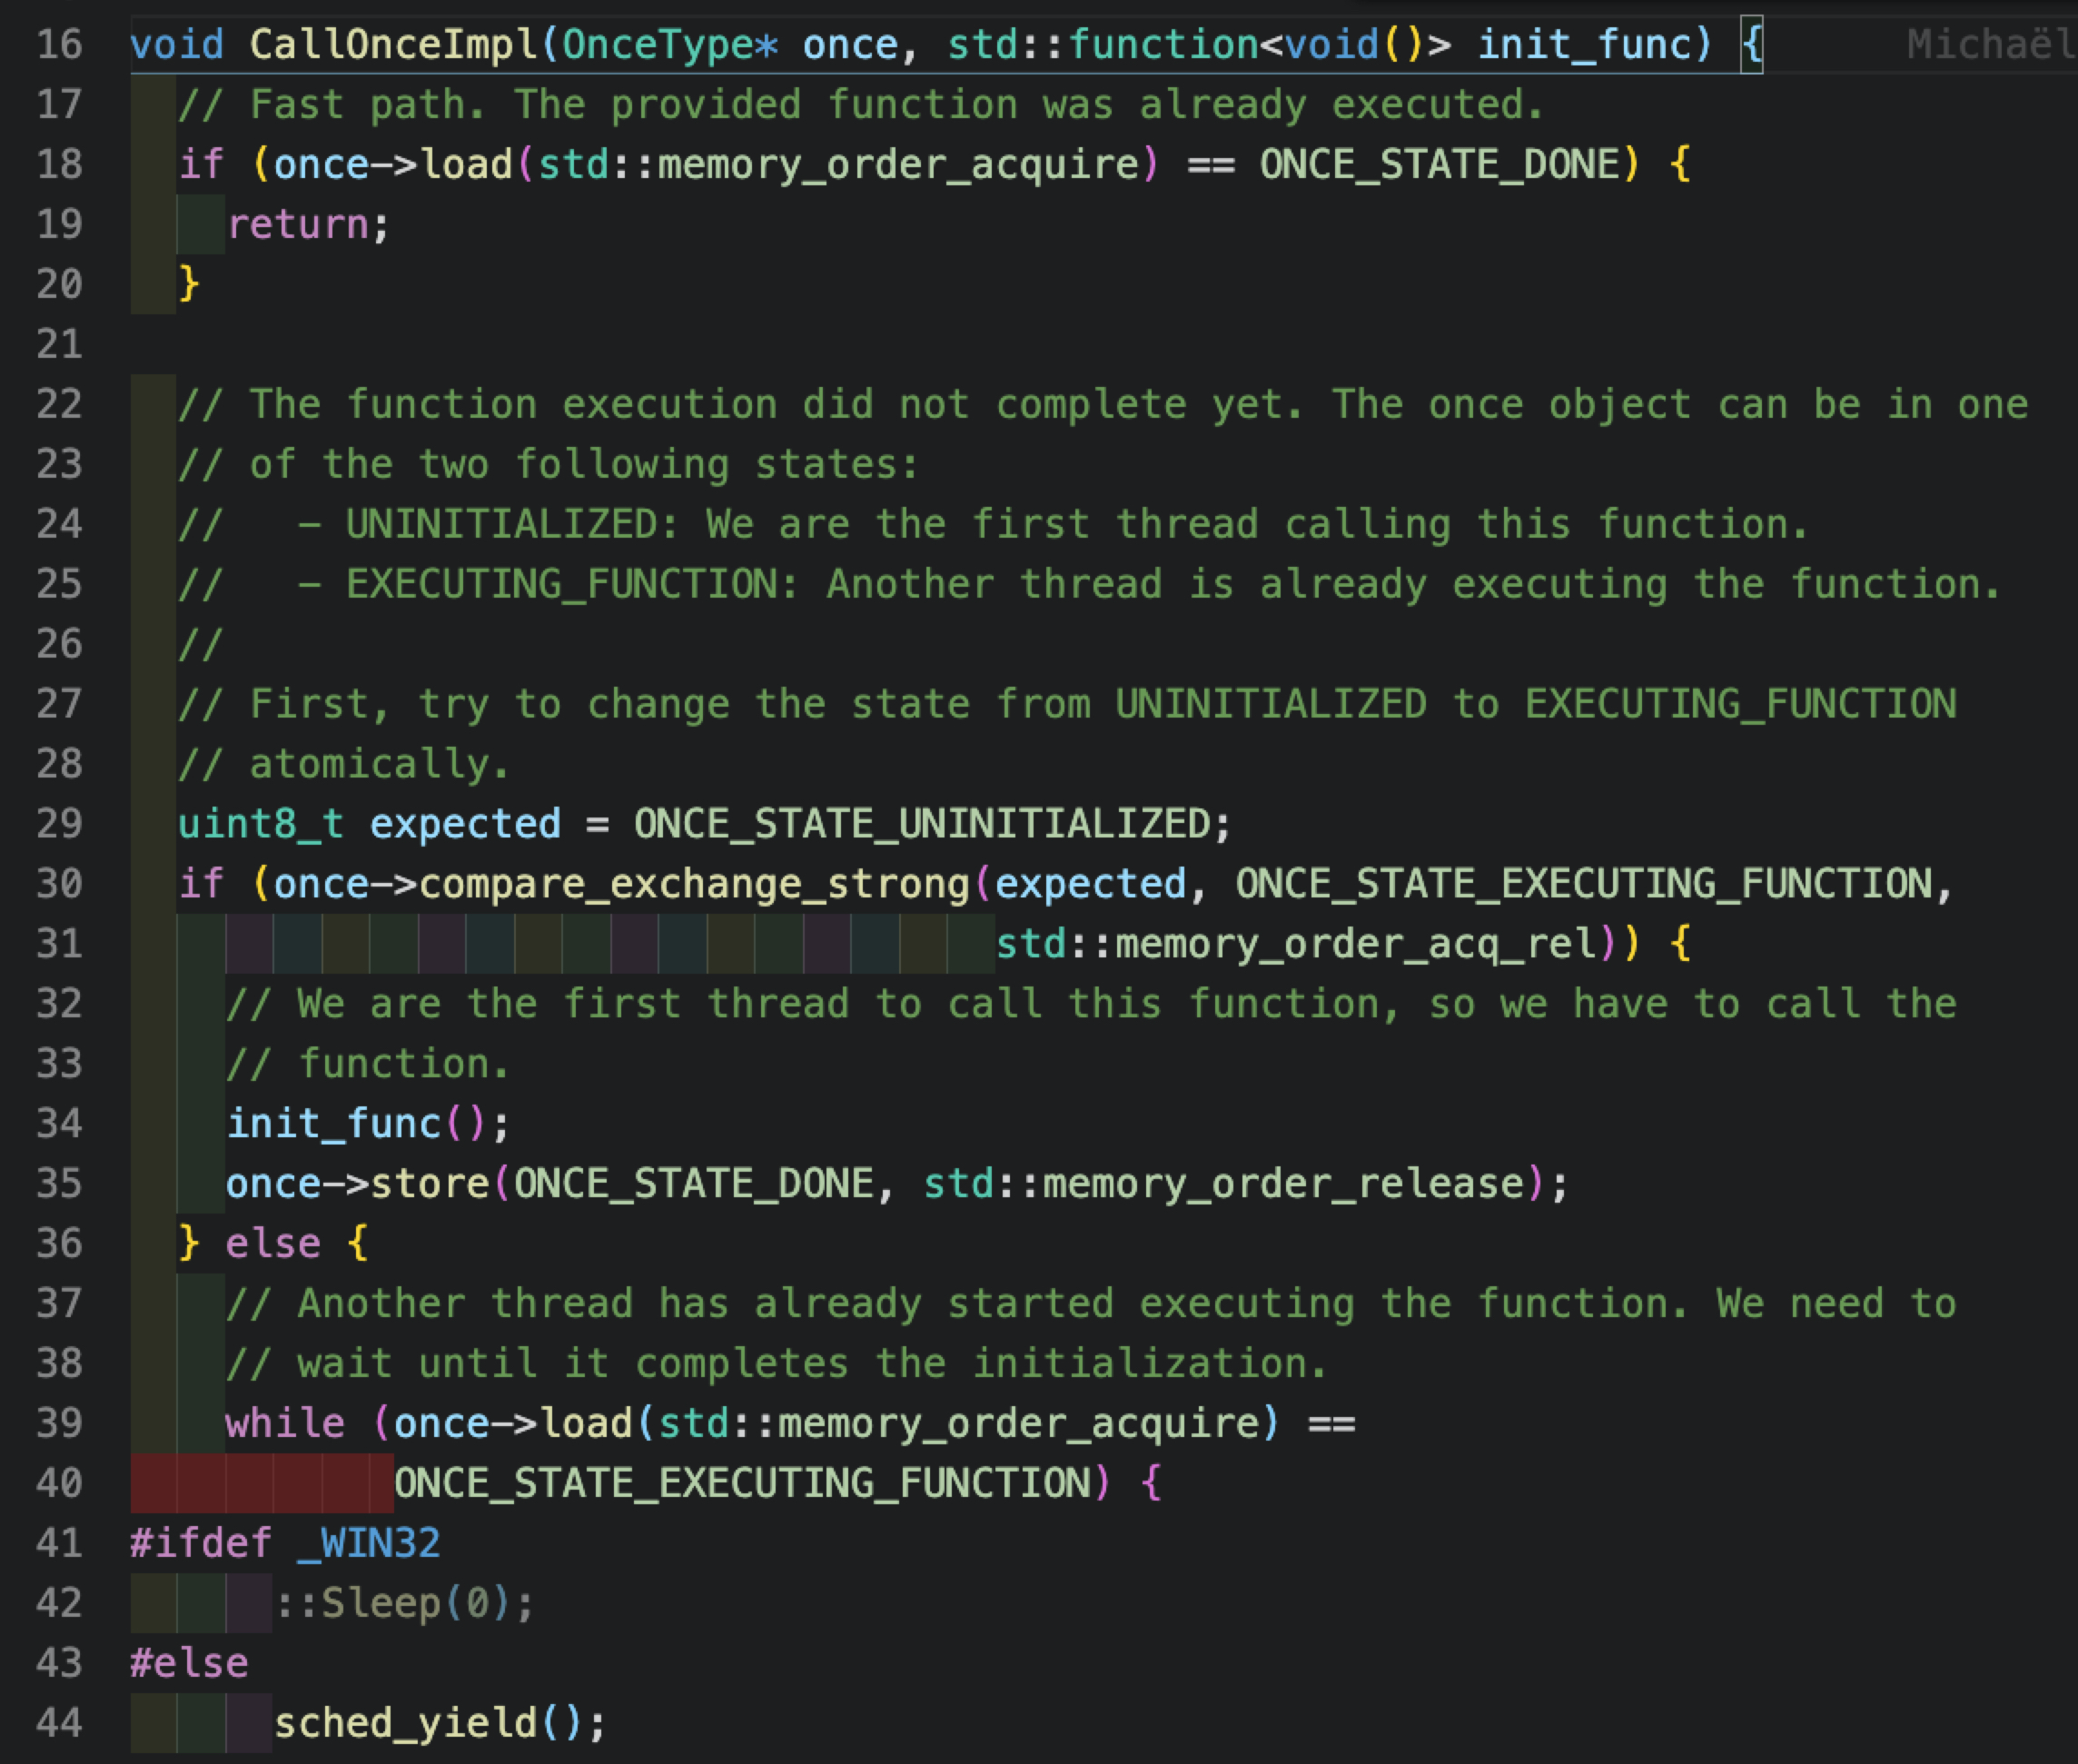 16 void CallOnceImpl(OnceType* once, std::function<void()> init_func) { Michaël
17 // Fast path. The provided function was already executed.
18 if (once->load(std::memory_order_acquire) == ONCE_STATE_DONE) {
19 return;
20 }
21
22 // The function execution did not complete yet. The once object can be in one
23 // of the two following states:
24 //   - UNINITIALIZED: We are the first thread calling this function.
25 //   - EXECUTING_FUNCTION: Another thread is already executing the function.
26 //
27 // First, try to change the state from UNINITIALIZED to EXECUTING_FUNCTION
28 // atomically.
29 uint8_t expected = ONCE_STATE_UNINITIALIZED;
30 if (once->compare_exchange_strong(expected, ONCE_STATE_EXECUTING_FUNCTION,
31 std::memory_order_acq_rel)) {
32 // We are the first thread to call this function, so we have to call the
33 // function.
34 init_func();
35 once->store(ONCE_STATE_DONE, std::memory_order_release);
36 } else {
37 // Another thread has already started executing the function. We need to
38 // wait until it completes the initialization.
39 while (once->load(std::memory_order_acquire) ==
40 ONCE_STATE_EXECUTING_FUNCTION) {
41 #ifdef _WIN32
42 ::Sleep(0);
43 #else
44 sched_yield();